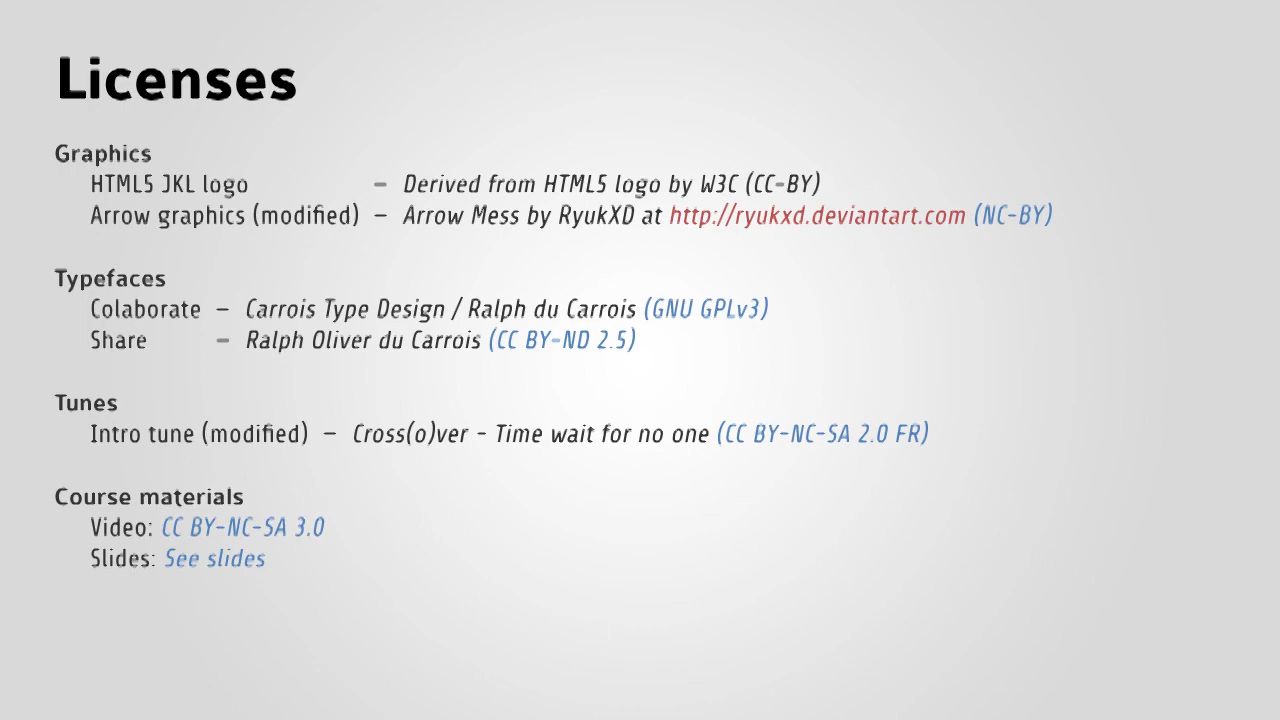 Licenses
Graphics
HTML5 JKL logo – Derived from HTML5 logo by W3C (CC-BY)
Arrow graphics (modified) – Arrow Mess by RyukXD at http://ryukxd.deviantart.com (NC-BY)
Typefaces
Colaborate – Carrois Type Design / Ralph du Carrois (GNU GPLv3)
Share – Ralph Oliver du Carrois (CC BY-ND 2.5)
Tunes
Intro tune (modified) – Cross(o)ver - Time wait for no one (CC BY-NC-SA 2.0 FR)
Course materials
Video: CC BY-NC-SA 3.0
Slides: See slides